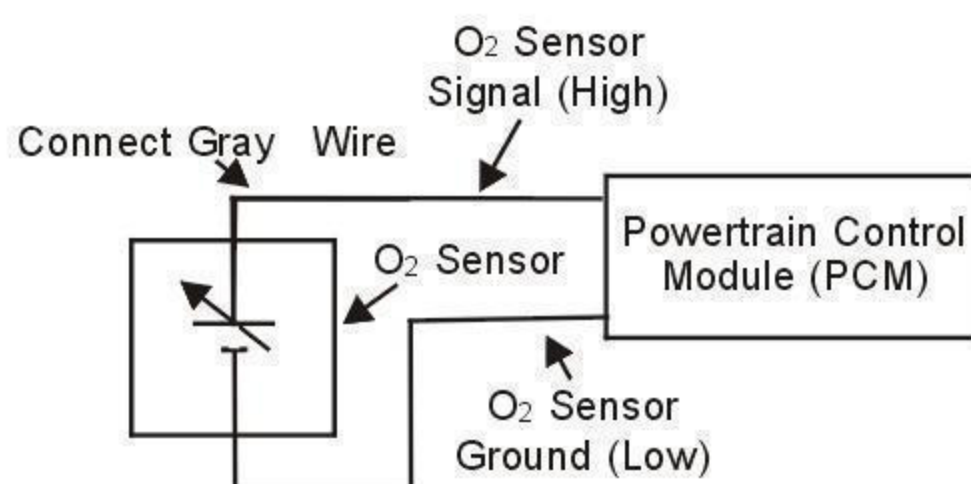 O2 Sensor
Signal (High)
Connect Gray Wire
Powertrain Control
Module (PCM)
O2 Sensor
O2 Sensor
Ground (Low)